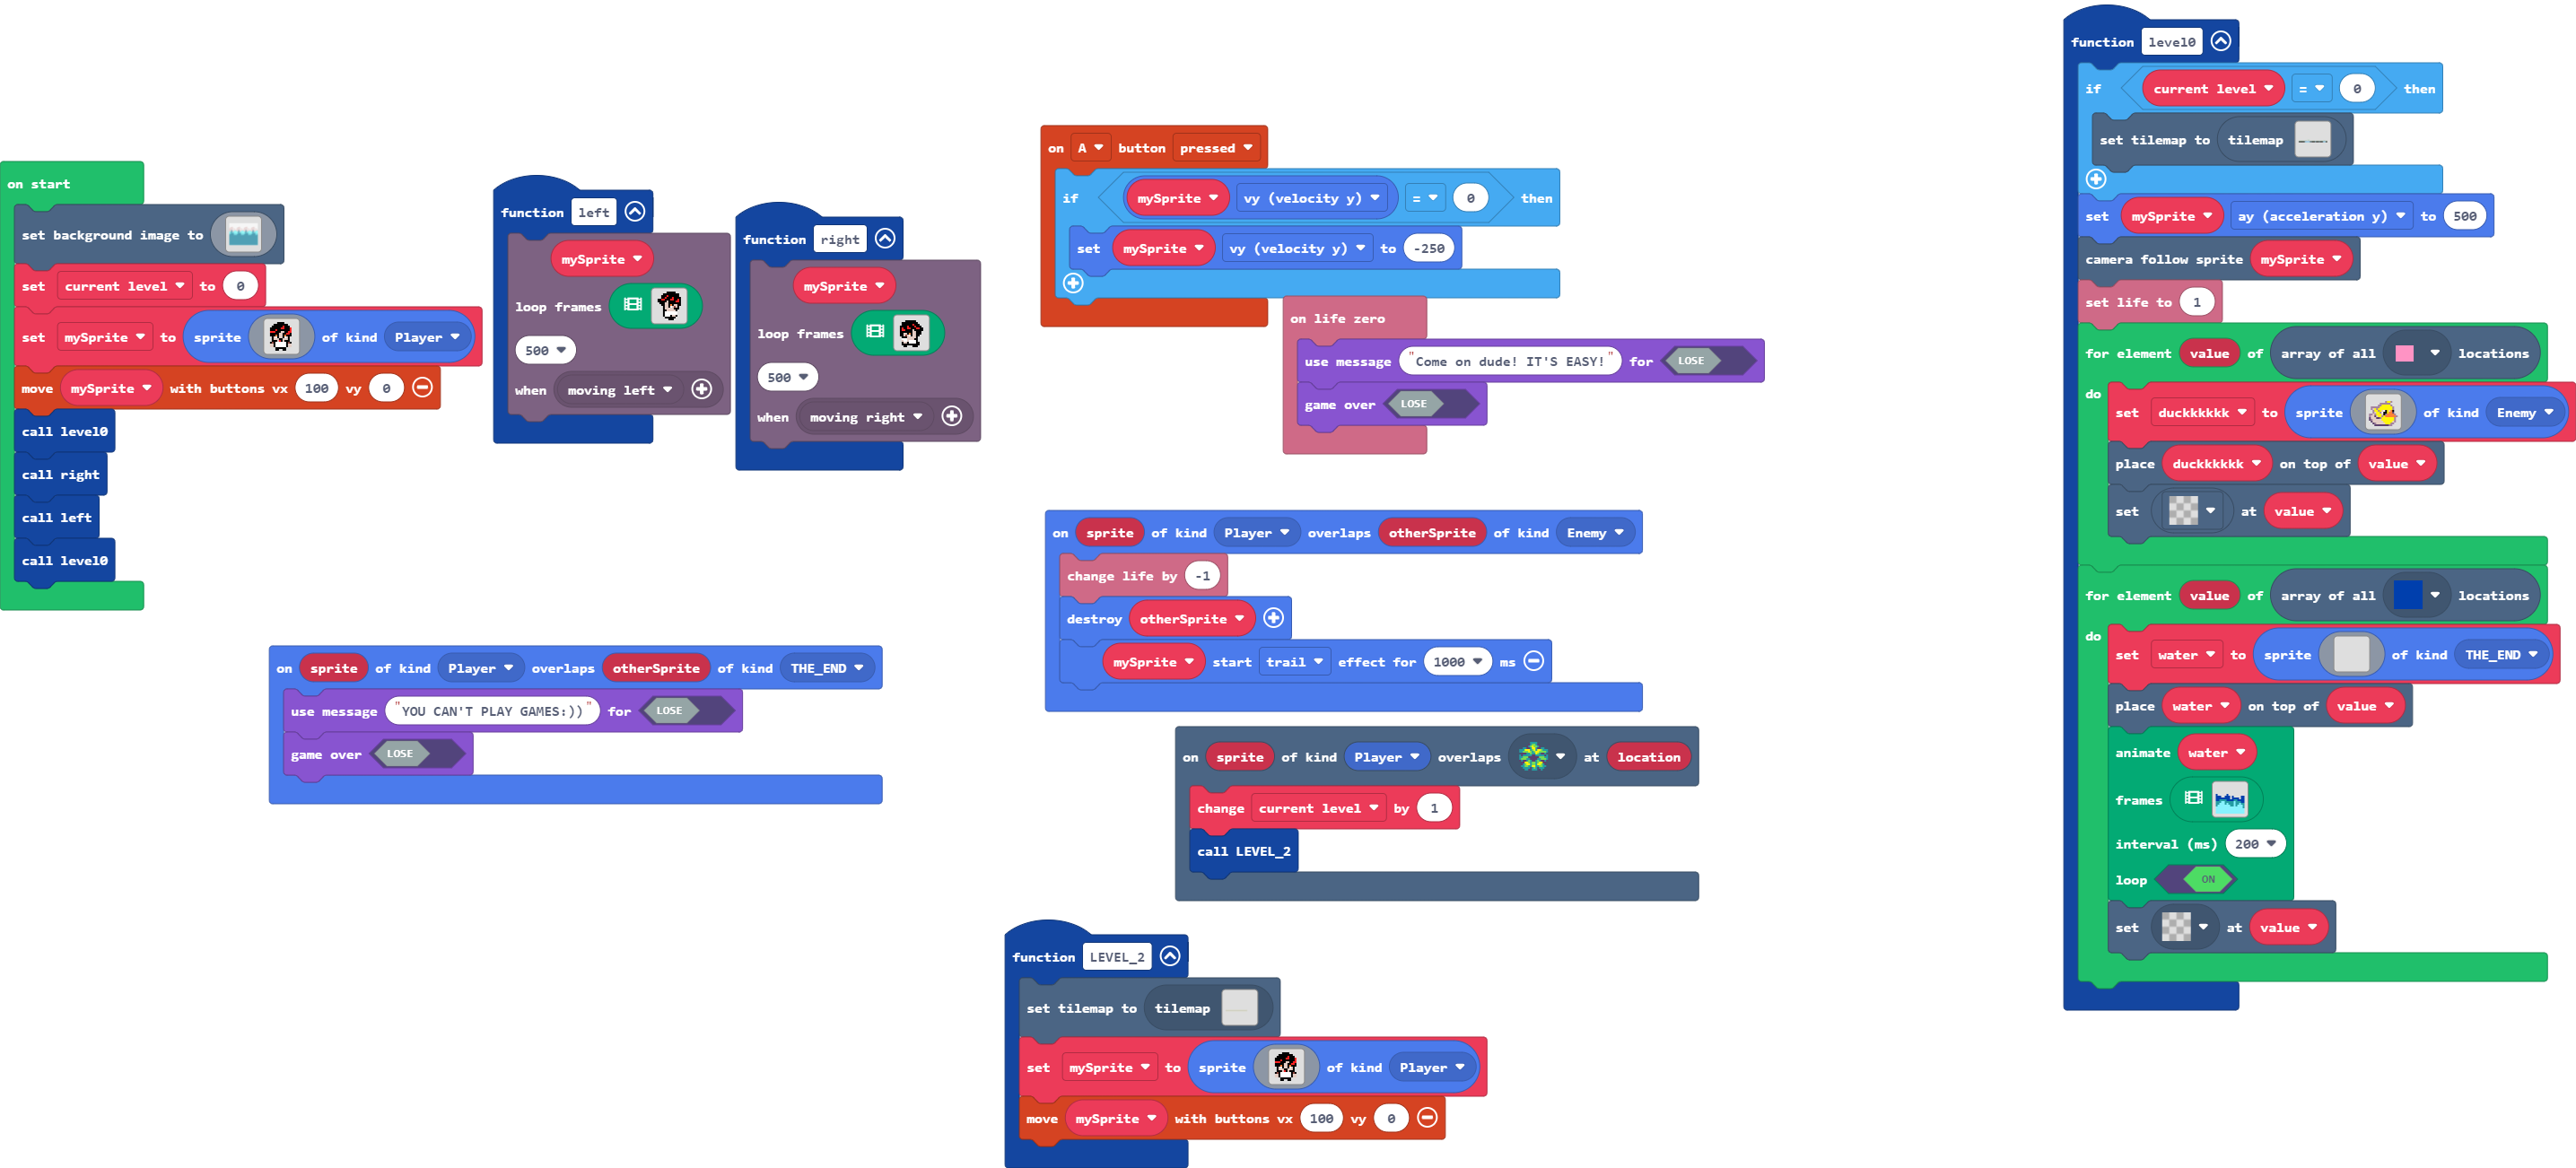 on start
set background image to
set current level to 0
set mySprite to sprite of kind Player
move mySprite with buttons vx 100 vy 0
call level0
call right
call left
call level0
function left
mySprite
loop frames
500
when moving left
function right
mySprite
loop frames
500
when moving right
on A button pressed
if mySprite vy (velocity y) = 0 then
set mySprite vy (velocity y) to -250
on life zero
use message "Come on dude! IT'S EASY!" for LOSE
game over LOSE
on sprite of kind Player overlaps otherSprite of kind Enemy
change life by -1
destroy otherSprite
mySprite start trail effect for 1000 ms
on sprite of kind Player overlaps otherSprite of kind THE_END
use message "YOU CAN'T PLAY GAMES:))" for LOSE
game over LOSE
on sprite of kind Player overlaps at location
change current level by 1
call LEVEL_2
function LEVEL_2
set tilemap to tilemap
set mySprite to sprite of kind Player
move mySprite with buttons vx 100 vy 0
function level0
if current level = 0 then
set tilemap to tilemap
set mySprite ay (acceleration y) to 500
camera follow sprite mySprite
set life to 1
for element value of array of all locations
do
set duckkkkkk to sprite of kind Enemy
place duckkkkkk on top of value
set at value
for element value of array of all locations
do
set water to sprite of kind THE_END
place water on top of value
animate water
frames
interval (ms) 200
loop ON
set at value